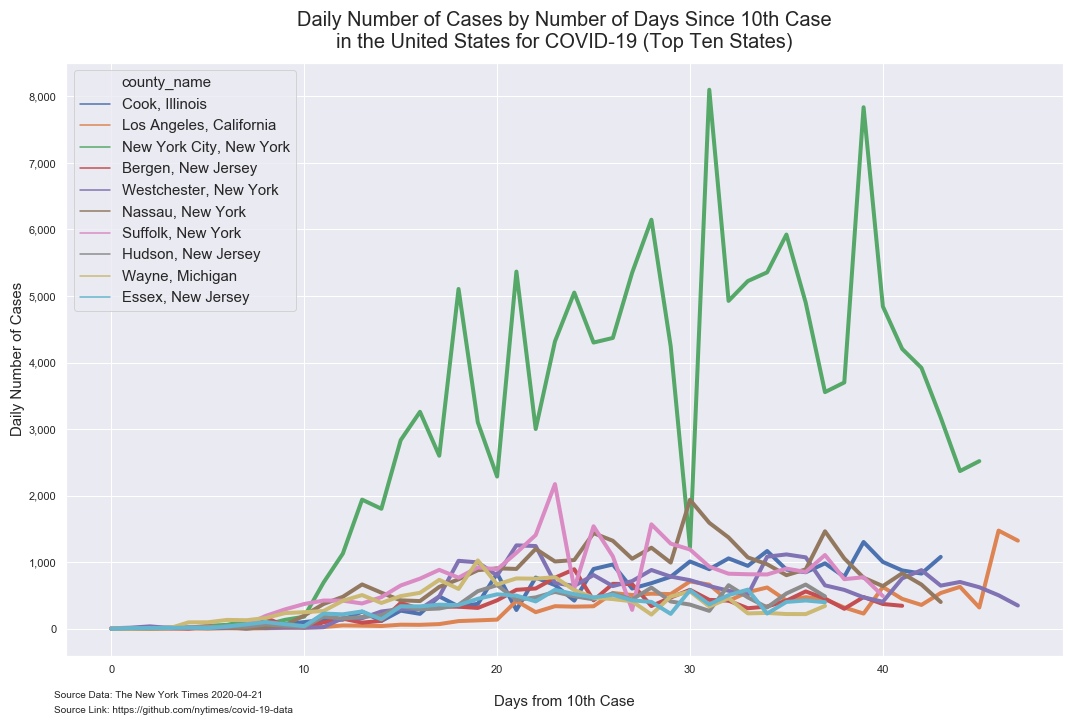 Daily Number of Cases by Number of Days Since 10th Case
in the United States for COVID-19 (Top Ten States)
county_name
Cook, Illinois
Los Angeles, California
New York City, New York
Bergen, New Jersey
Westchester, New York
Nassau, New York
Suffolk, New York
Hudson, New Jersey
Wayne, Michigan
Essex, New Jersey
Daily Number of Cases
8,000
7,000
6,000
5,000
4,000
3,000
2,000
1,000
0
0 10 20 30 40
Days from 10th Case
Source Data: The New York Times 2020-04-21
Source Link: https://github.com/nytimes/covid-19-data